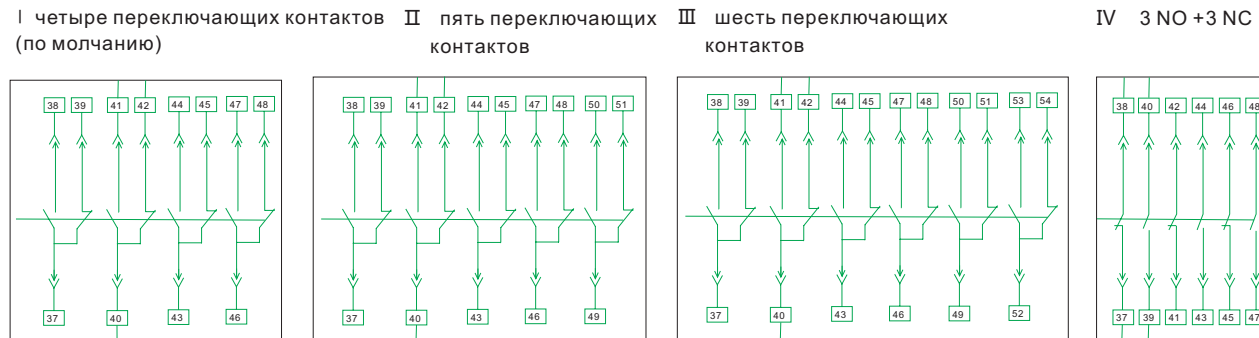 I четыре переключающих контактов
(по молчанию)
II пять переключающих
контактов
III шесть переключающих
контактов
IV 3 NO +3 NC
38 39 41 42 44 45 47 48
37 40 43 46
38 39 41 42 44 45 47 48 50 51
37 40 43 46 49
38 39 41 42 44 45 47 48 50 51 53 54
37 40 43 46 49 52
38 40 42 44 46 48
37 39 41 43 45 47